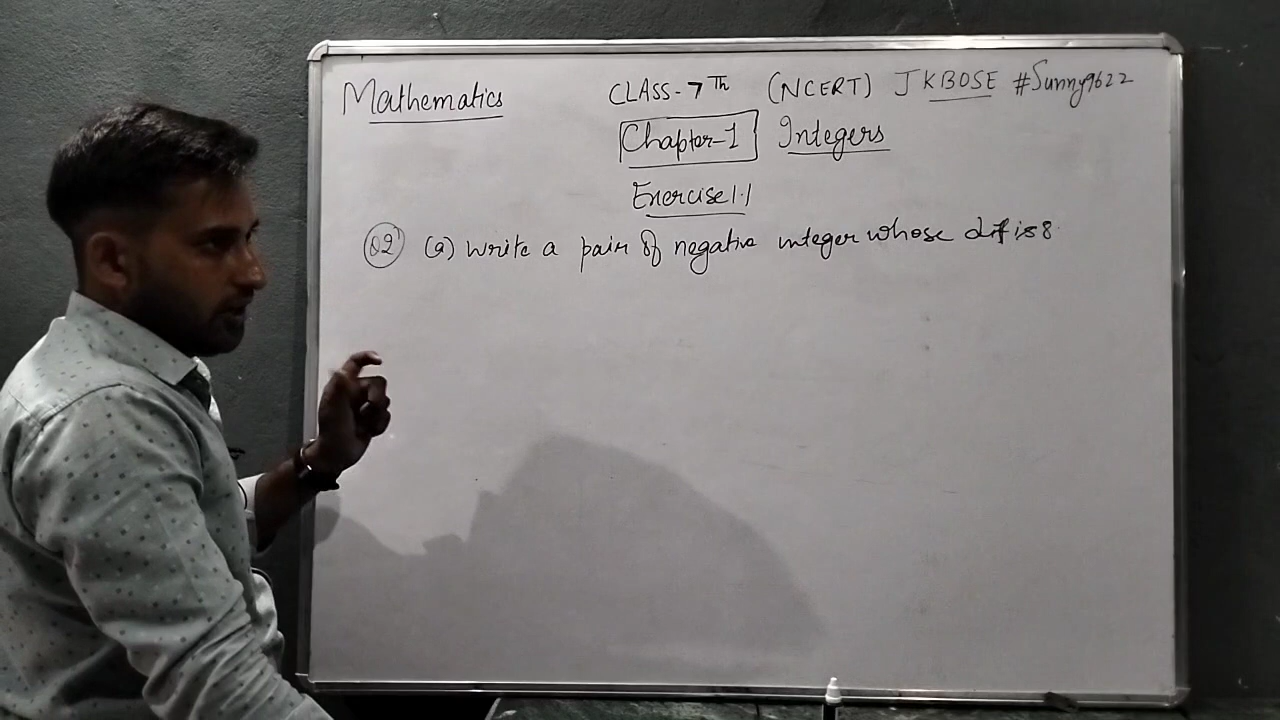 Mathematics CLASS-7Th (NCERT) JKBOSE #Sunny9622
Chapter-1 Integers
Exercise 1.1
Q2 (a) Write a pair of negative integer whose dif is 8.